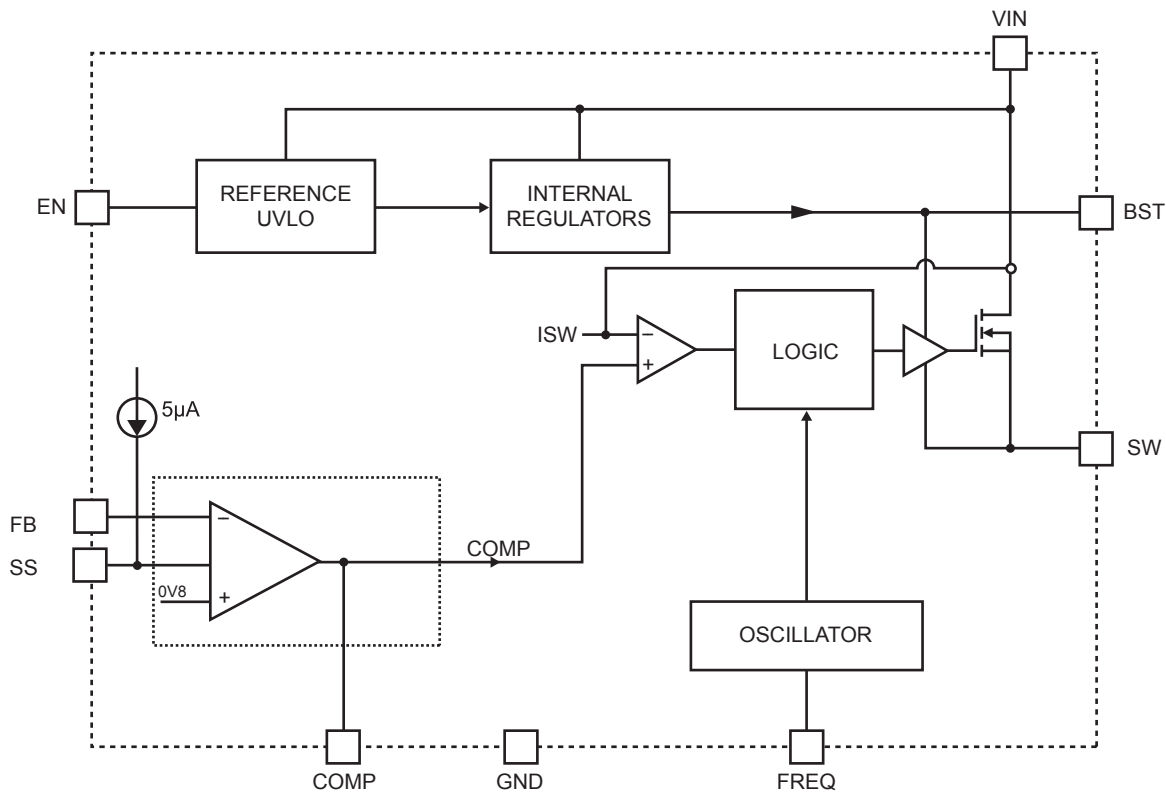 VIN
EN
REFERENCE
UVLO
INTERNAL
REGULATORS
BST
ISW
−
+
LOGIC
5µA
SW
FB
−
SS
COMP
0V8
+
OSCILLATOR
COMP
GND
FREQ